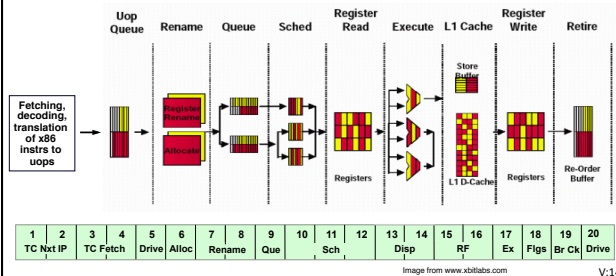 Uop Queue
Rename
Queue
Sched
Register Read
Execute
L1 Cache
Register Write
Retire
Fetching,
decoding,
translation
of x86
instrs to
uops
Register
Rename
Allocate
Store
Buffer
L1 D-Cache
Registers
Registers
Re-Order
Buffer
1 2 3 4 5 6 7 8 9 10 11 12 13 14 15 16 17 18 19 20
TC Nxt IP TC Fetch Drive Alloc Rename Que Sch Disp RF Ex Flgs Br Ck Drive
Image from www.xbitlabs.com
V:1